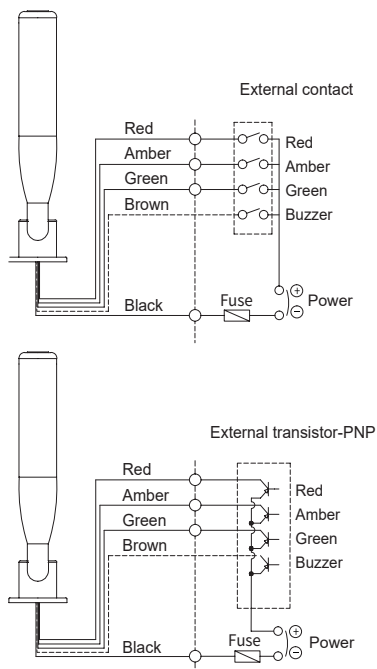 External contact
Red
Red
Amber
Amber
Green
Green
Brown
Buzzer
Black
Fuse
+
Power
−
External transistor-PNP
Red
Red
Amber
Amber
Green
Green
Brown
Buzzer
Black
Fuse
+
Power
−